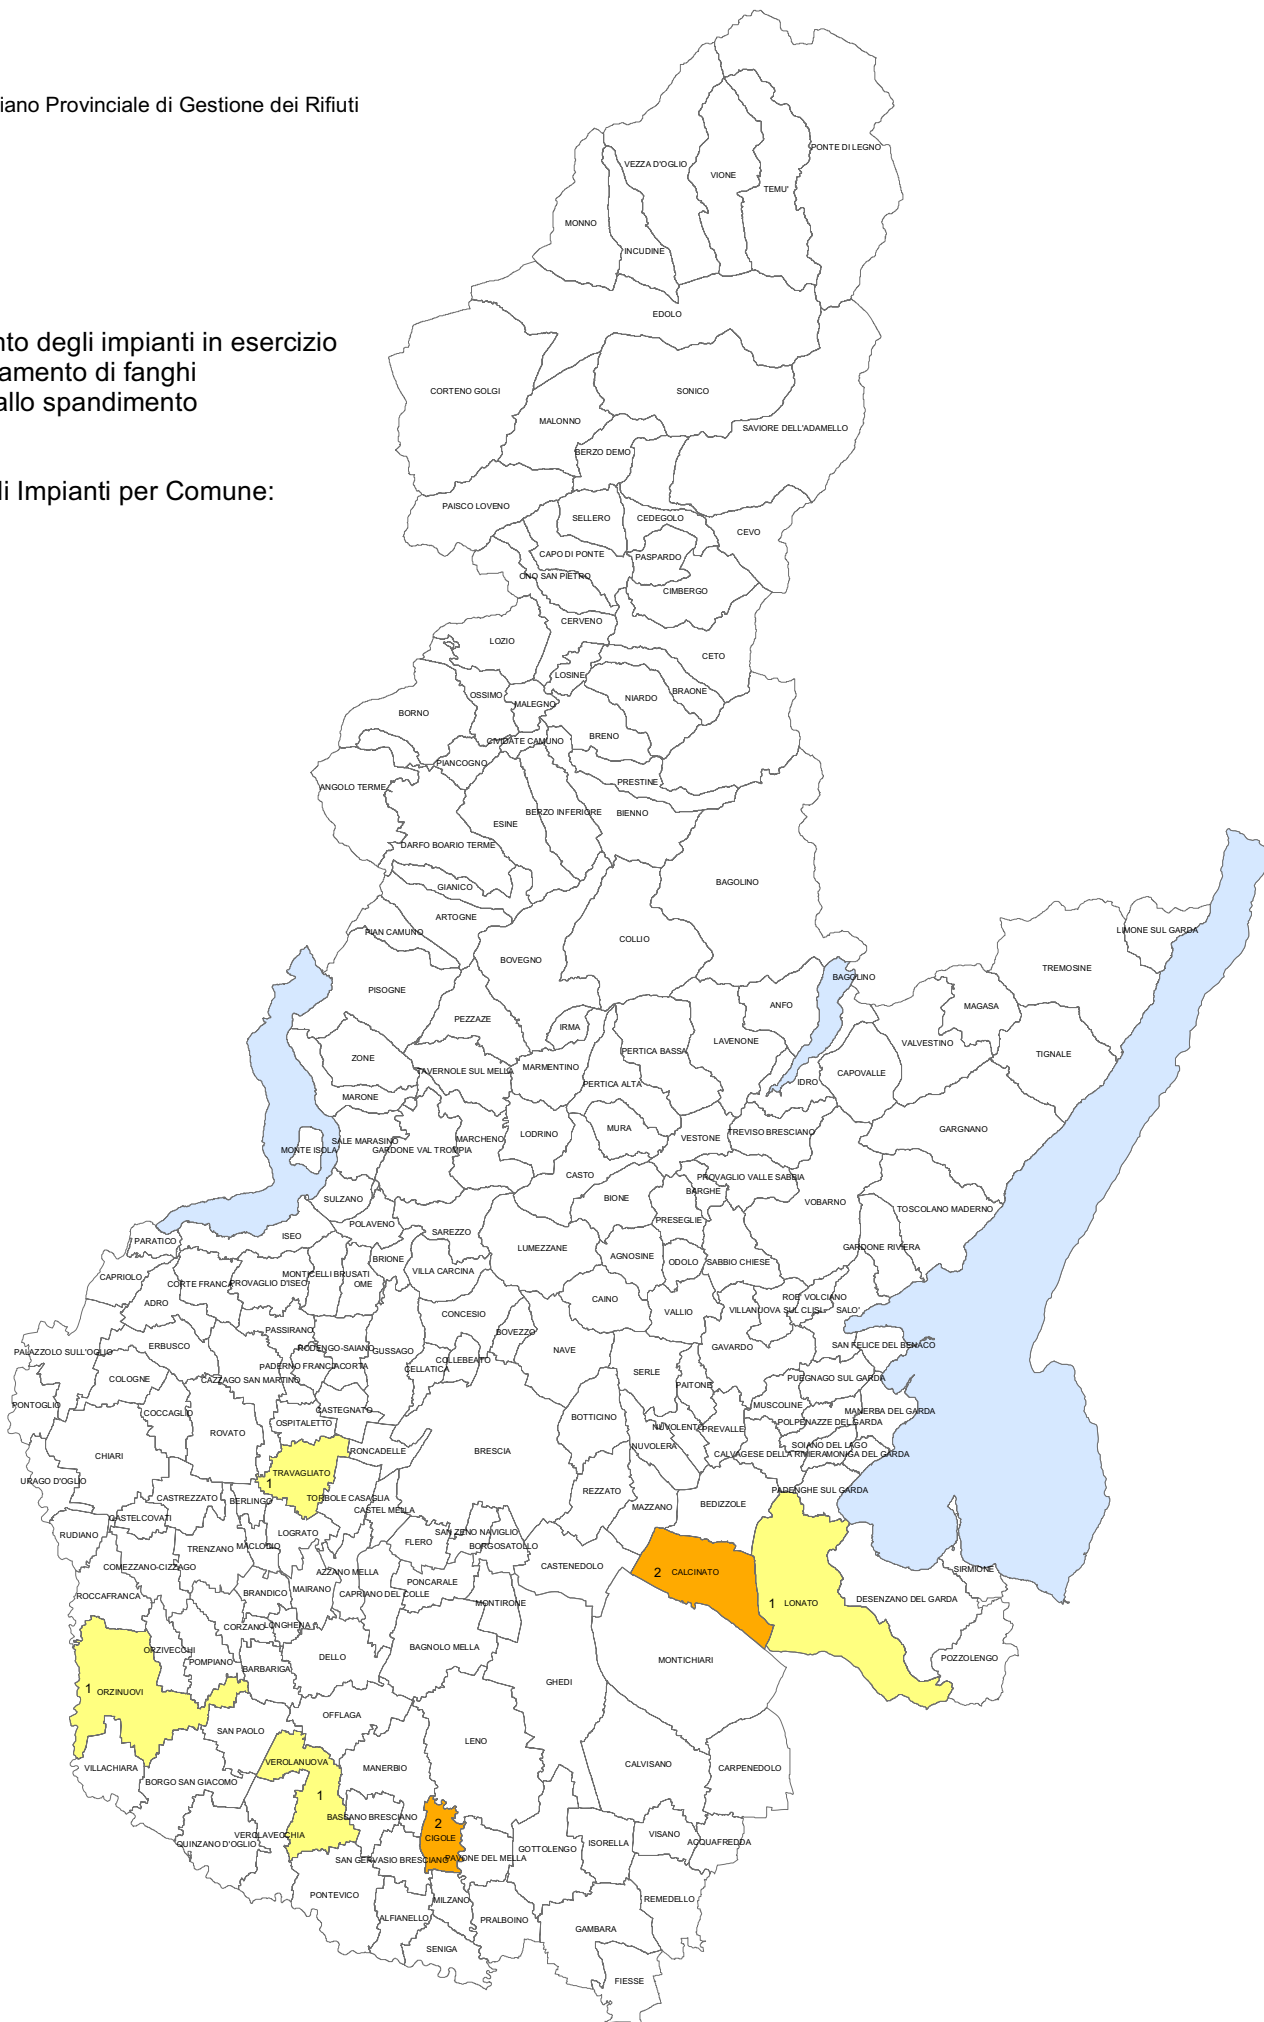 iano Provinciale di Gestione dei Rifiuti
nto degli impianti in esercizio
amento di fanghi
allo spandimento
li Impianti per Comune:
PONTE DI LEGNO
VEZZA D'OGLIO
VIONE
TEMU'
MONNO
INCUDINE
EDOLO
CORTENO GOLGI
SONICO
MALONNO
SAVIORE DELL'ADAMELLO
BERZO DEMO
PAISCO LOVENO
SELLERO
CEDEGOLO
CEVO
CAPO DI PONTE
PASPARDO
ONO SAN PIETRO
CIMBERGO
CERVENO
LOZIO
CETO
LOSINE
OSSIMO
MALEGNO
NIARDO
BRAONE
BORNO
BRENO
CIVIDATE CAMUNO
PIANCOGNO
PRESTINE
ANGOLO TERME
ESINE
BERZO INFERIORE
BIENNO
DARFO BOARIO TERME
BAGOLINO
GIANICO
ARTOGNE
PIAN CAMUNO
COLLIO
LIMONE SUL GARDA
BOVEGNO
TREMOSINE
BAGOLINO
PISOGNE
ANFO
MAGASA
PEZZAZE
IRMA
LAVENONE
VALVESTINO
PERTICA BASSA
TIGNALE
ZONE
TAVERNOLE SUL MELLA
MARMENTINO
CAPOVALLE
PERTICA ALTA
IDRO
MARONE
MURA
GARGNANO
LODRINO
TREVISO BRESCIANO
VESTONE
SALE MARASINO
MARCHENO
MONTE ISOLA
GARDONE VAL TROMPIA
CASTO
PROVAGLIO VALLE SABBIA
BARGHE
SULZANO
BIONE
VOBARNO
TOSCOLANO MADERNO
PRESEGLIE
POLAVENO
SAREZZO
ISEO
PARATICO
LUMEZZANE
GARDONE RIVIERA
AGNOSINE
BRIONE
ODOLO
SABBIO CHIESE
VILLA CARCINA
CAPRIOLO
MONTICELLI BRUSATI
CORTE FRANCA
PROVAGLIO D'ISEO
OME
CAINO
ROE' VOLCIANO
ADRO
CONCESIO
VALLIO
VILLANUOVA SUL CLISI
SALO'
PASSIRANO
BOVEZZO
ERBUSCO
RODENGO-SAIANO
GUSSAGO
NAVE
GAVARDO
SAN FELICE DEL BENACO
PALAZZOLO SULL'OGLIO
COLLEBEATO
PADERNO FRANCIACORTA
CELLATICA
SERLE
COLOGNE
CAZZAGO SAN MARTINO
PUEGNAGO SUL GARDA
PAITONE
PONTOGLIO
MUSCOLINE
COCCAGLIO
CASTEGNATO
MANERBA DEL GARDA
BOTTICINO
OSPITALETTO
POLPENAZZE DEL GARDA
NUVOLENTO
PREVALLE
ROVATO
SOIANO DEL LAGO
NUVOLERA
RONCADELLE
BRESCIA
CHIARI
CALVAGESE DELLA RIVIERA
MONIGA DEL GARDA
TRAVAGLIATO
1
URAGO D'OGLIO
REZZATO
PADENGHE SUL GARDA
CASTREZZATO
BERLINGO
TORBOLE CASAGLIA
BEDIZZOLE
MAZZANO
CASTEL MELLA
CASTELCOVATI
LOGRATO
SAN ZENO NAVIGLIO
RUDIANO
FLERO
BORGOSATOLLO
TRENZANO
MACLODIO
COMEZZANO-CIZZAGO
CASTENEDOLO
SIRMIONE
AZZANO MELLA
2
CALCINATO
PONCARALE
BRANDICO
MAIRANO
CAPRIANO DEL COLLE
ROCCAFRANCA
DESENZANO DEL GARDA
MONTIRONE
1
LONATO
CORZANO
LONGHENA
BAGNOLO MELLA
ORZIVECCHI
DELLO
POMPIANO
BARBARIGA
POZZOLENGO
MONTICHIARI
GHEDI
1
ORZINUOVI
OFFLAGA
SAN PAOLO
LENO
VEROLANUOVA
CALVISANO
VILLACHIARA
MANERBIO
CARPENEDOLO
BORGO SAN GIACOMO
1
BASSANO BRESCIANO
2
VEROLAVECCHIA
VISANO
CIGOLE
QUINZANO D'OGLIO
ISORELLA
ACQUAFREDDA
GOTTOLENGO
SAN GERVASIO BRESCIANO
PAVONE DEL MELLA
PONTEVICO
MILZANO
REMEDELLO
ALFIANELLO
PRALBOINO
GAMBARA
SENIGA
FIESSE